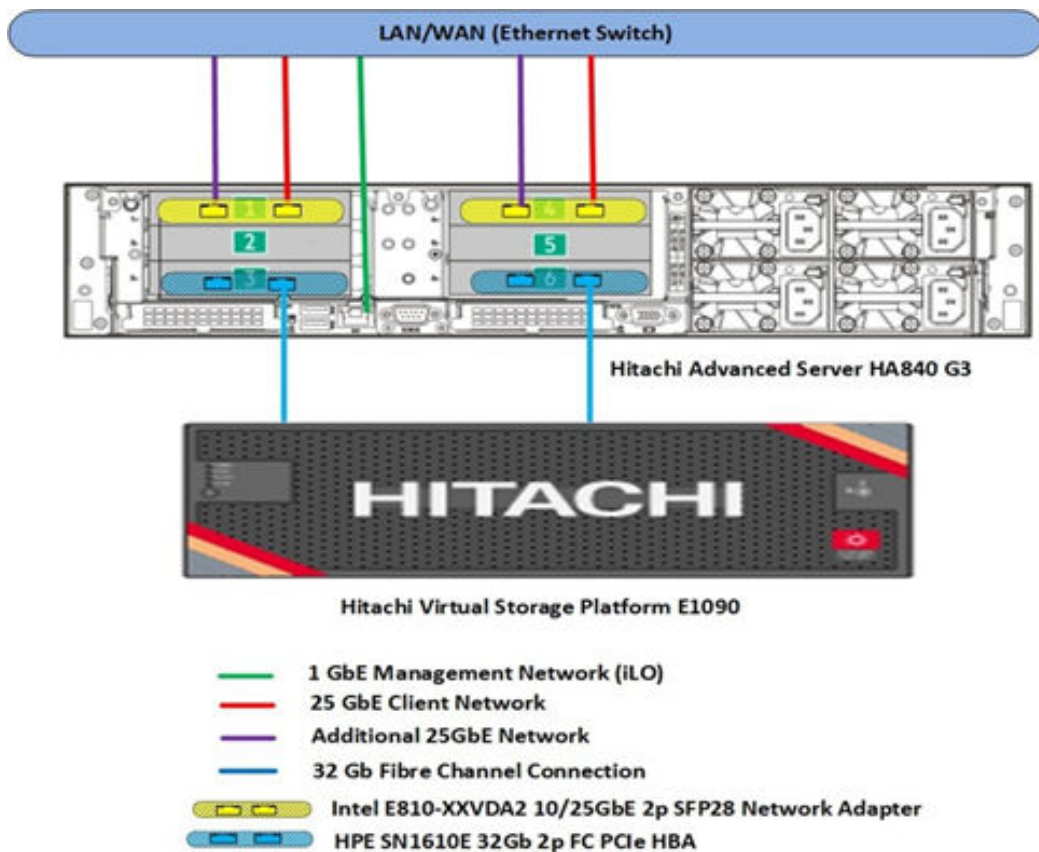 LAN/WAN (Ethernet Switch)
1
4
2
5
3
6
Hitachi Advanced Server HA840 G3
HITACHI
Hitachi Virtual Storage Platform E1090
1 GbE Management Network (iLO)
25 GbE Client Network
Additional 25GbE Network
32 Gb Fibre Channel Connection
Intel E810-XXVDA2 10/25GbE 2p SFP28 Network Adapter
HPE SN1610E 32Gb 2p FC PCIe HBA